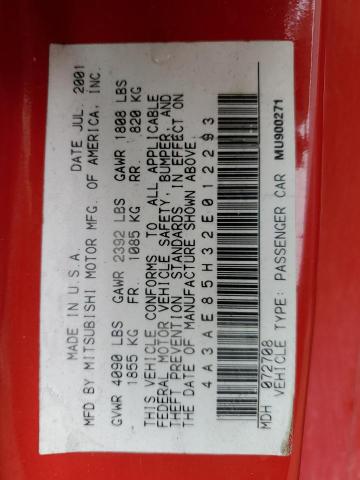 MADE IN U.S.A. DATE JUL. 2001
MFD BY MITSUBISHI MOTOR MFG. OF AMERICA, INC.
GVWR 4090 LBS GAWR 2392 LBS GAWR 1808 LBS
1855 KG FR. 1085 KG RR. 820 KG
THIS VEHICLE CONFORMS TO ALL APPLICABLE
FEDERAL MOTOR VEHICLE SAFETY, BUMPER, AND
THEFT PREVENTION STANDARDS IN EFFECT ON
THE DATE OF MANUFACTURE SHOWN ABOVE
4A3AE85H32E012293
MDH 072708
VEHICLE TYPE: PASSENGER CAR MU900271